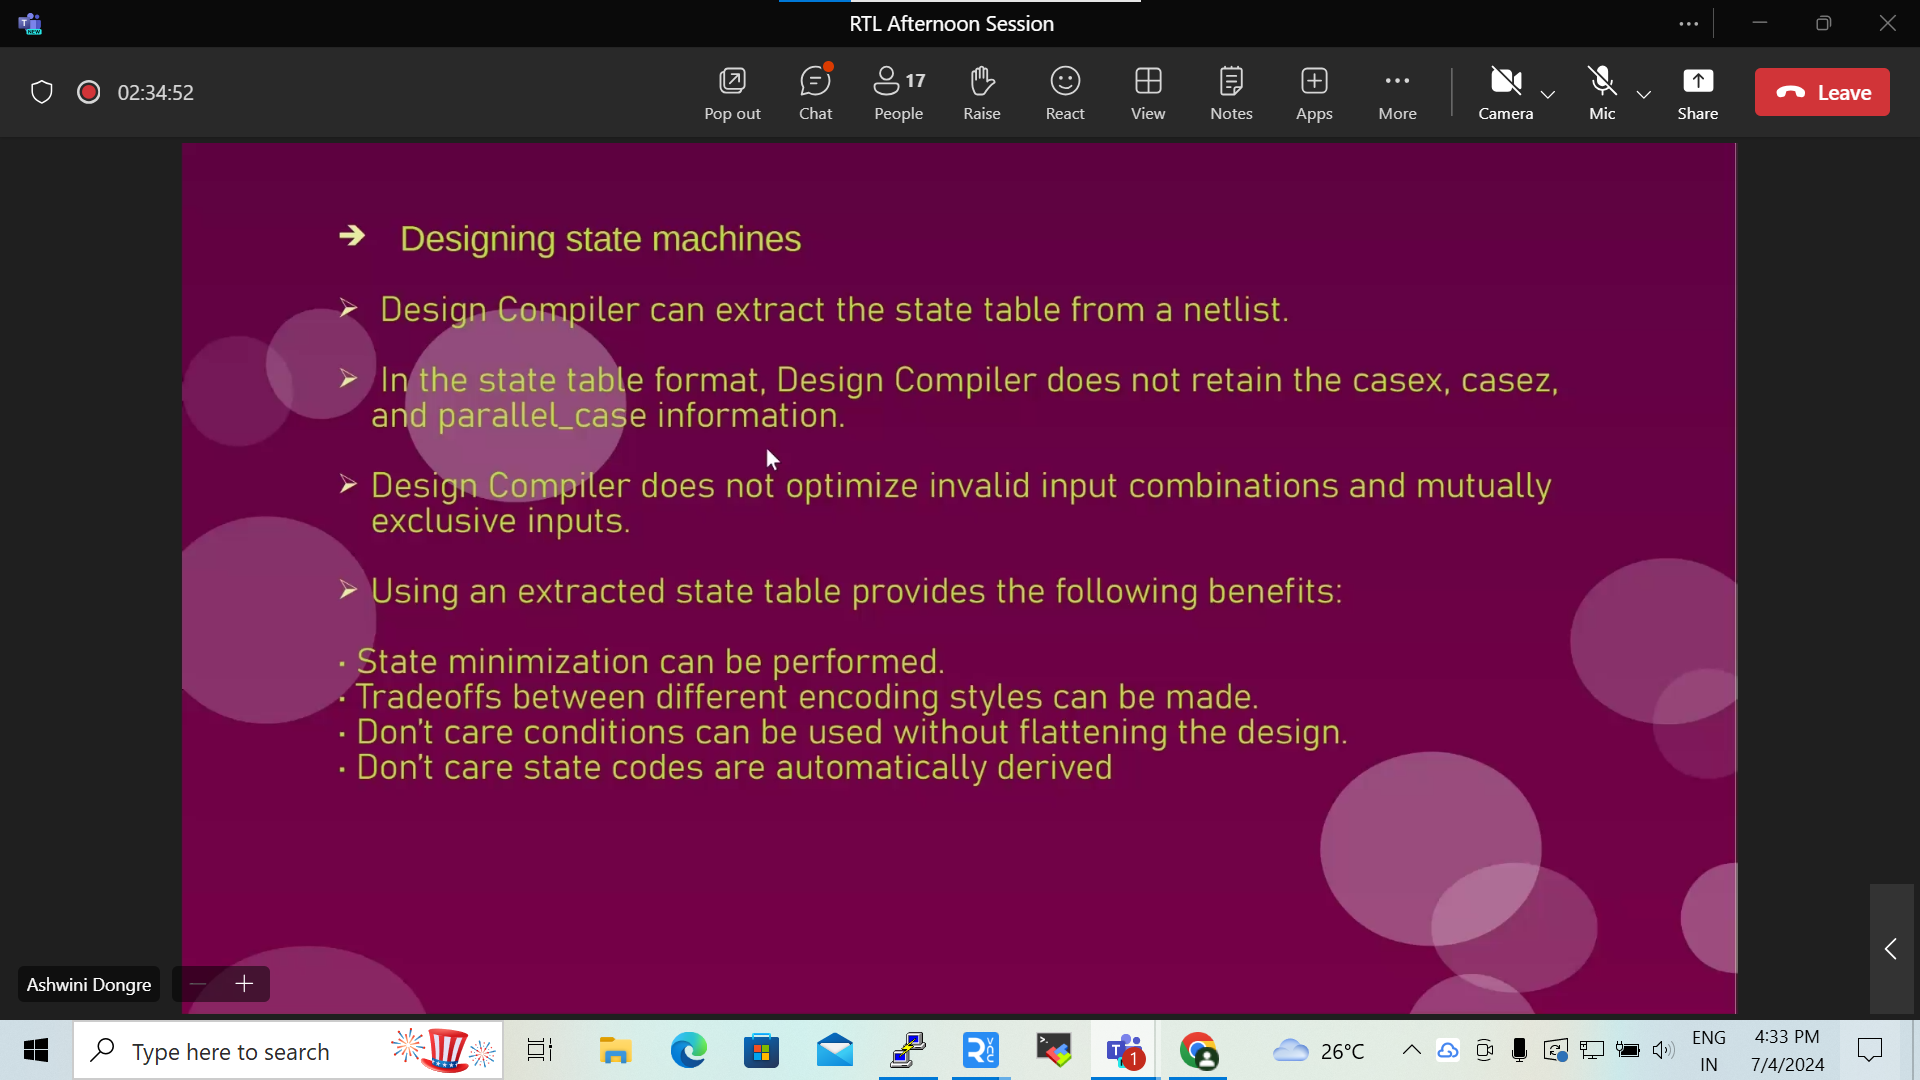 RTL Afternoon Session
02:34:52
Pop out
Chat
17
People
Raise
React
View
Notes
Apps
More
Camera
Mic
Share
Leave
➔ Designing state machines
➢ Design Compiler can extract the state table from a netlist.
➢ In the state table format, Design Compiler does not retain the casex, casez,
and parallel_case information.
➢ Design Compiler does not optimize invalid input combinations and mutually
exclusive inputs.
➢ Using an extracted state table provides the following benefits:
· State minimization can be performed.
· Tradeoffs between different encoding styles can be made.
· Don't care conditions can be used without flattening the design.
· Don't care state codes are automatically derived
Ashwini Dongre
Type here to search
1
26°C
ENG
IN
4:33 PM
7/4/2024